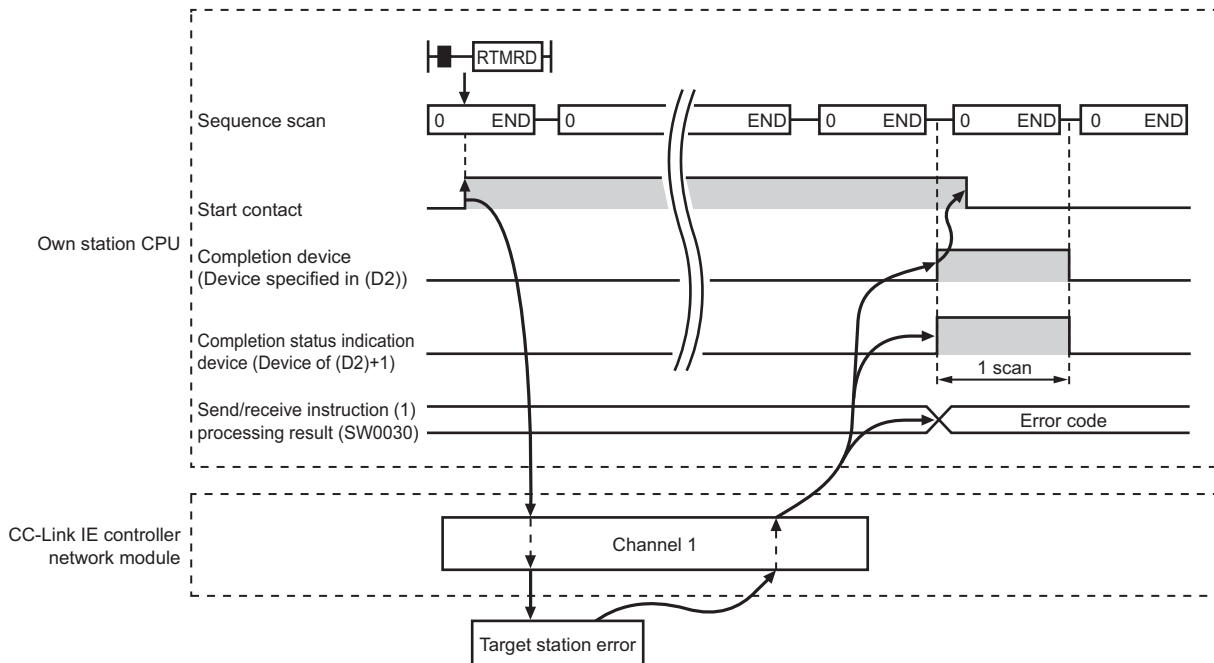 RTMRD
Sequence scan
0 END 0 END 0 END 0 END 0 END
Start contact
Own station CPU
Completion device
(Device specified in (D2))
Completion status indication
device (Device of (D2)+1)
1 scan
Send/receive instruction (1)
processing result (SW0030)
Error code
CC-Link IE controller
network module
Channel 1
Target station error